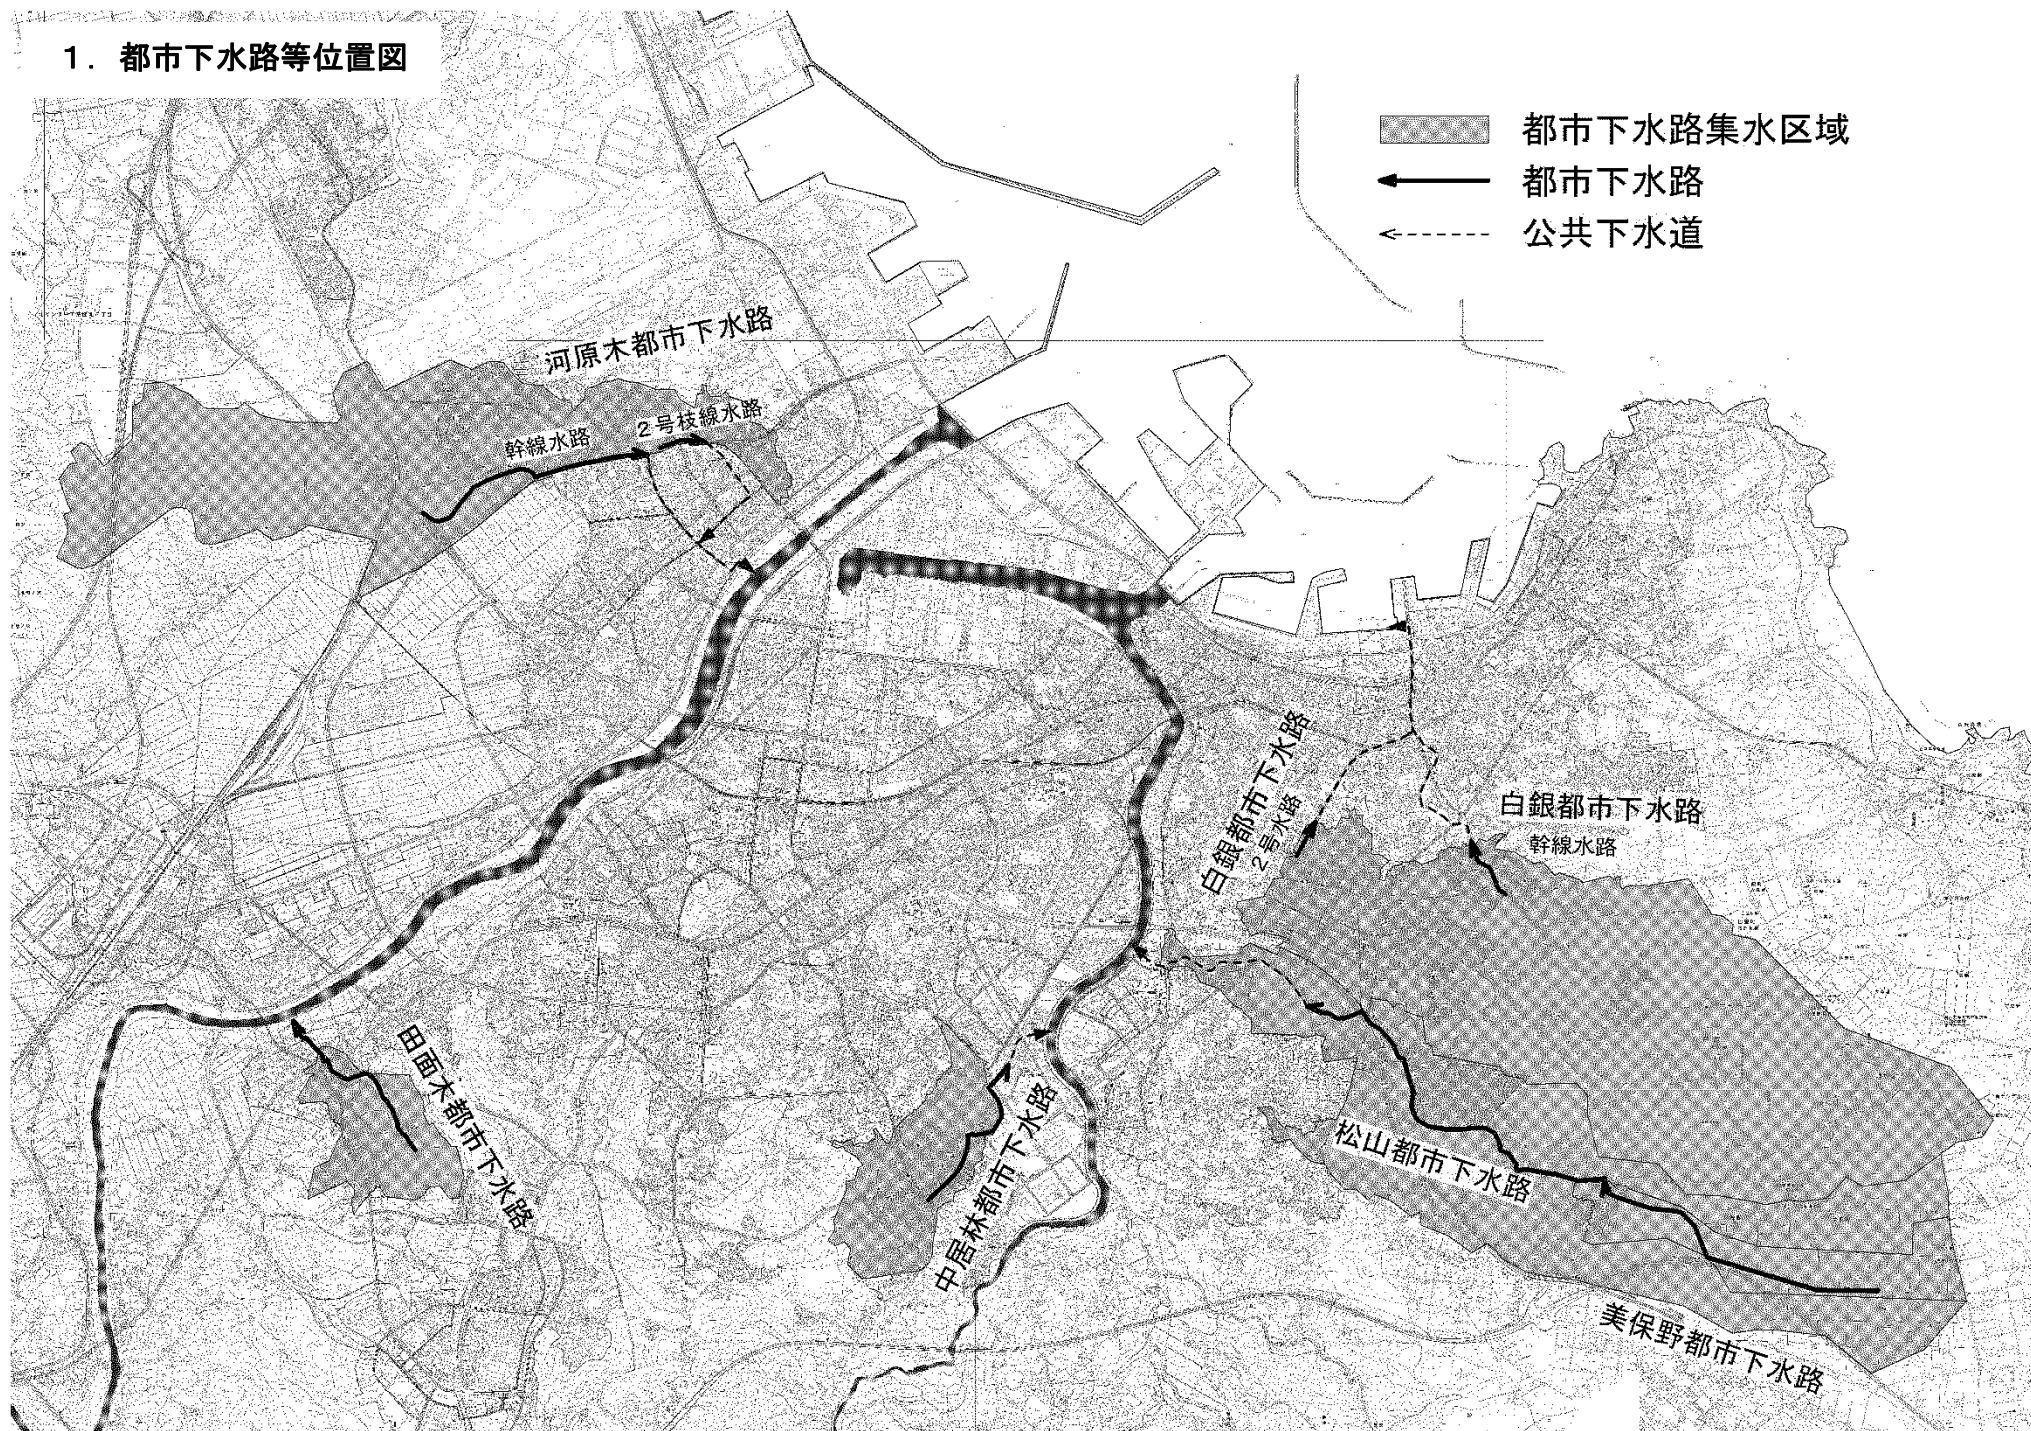 １．都市下水路等位置図
都市下水路集水区域
都市下水路
公共下水道
河原木都市下水路
２号枝線水路
幹線水路
白銀都市下水路
２号水路
白銀都市下水路
幹線水路
田面木都市下水路
中居林都市下水路
松山都市下水路
美保野都市下水路